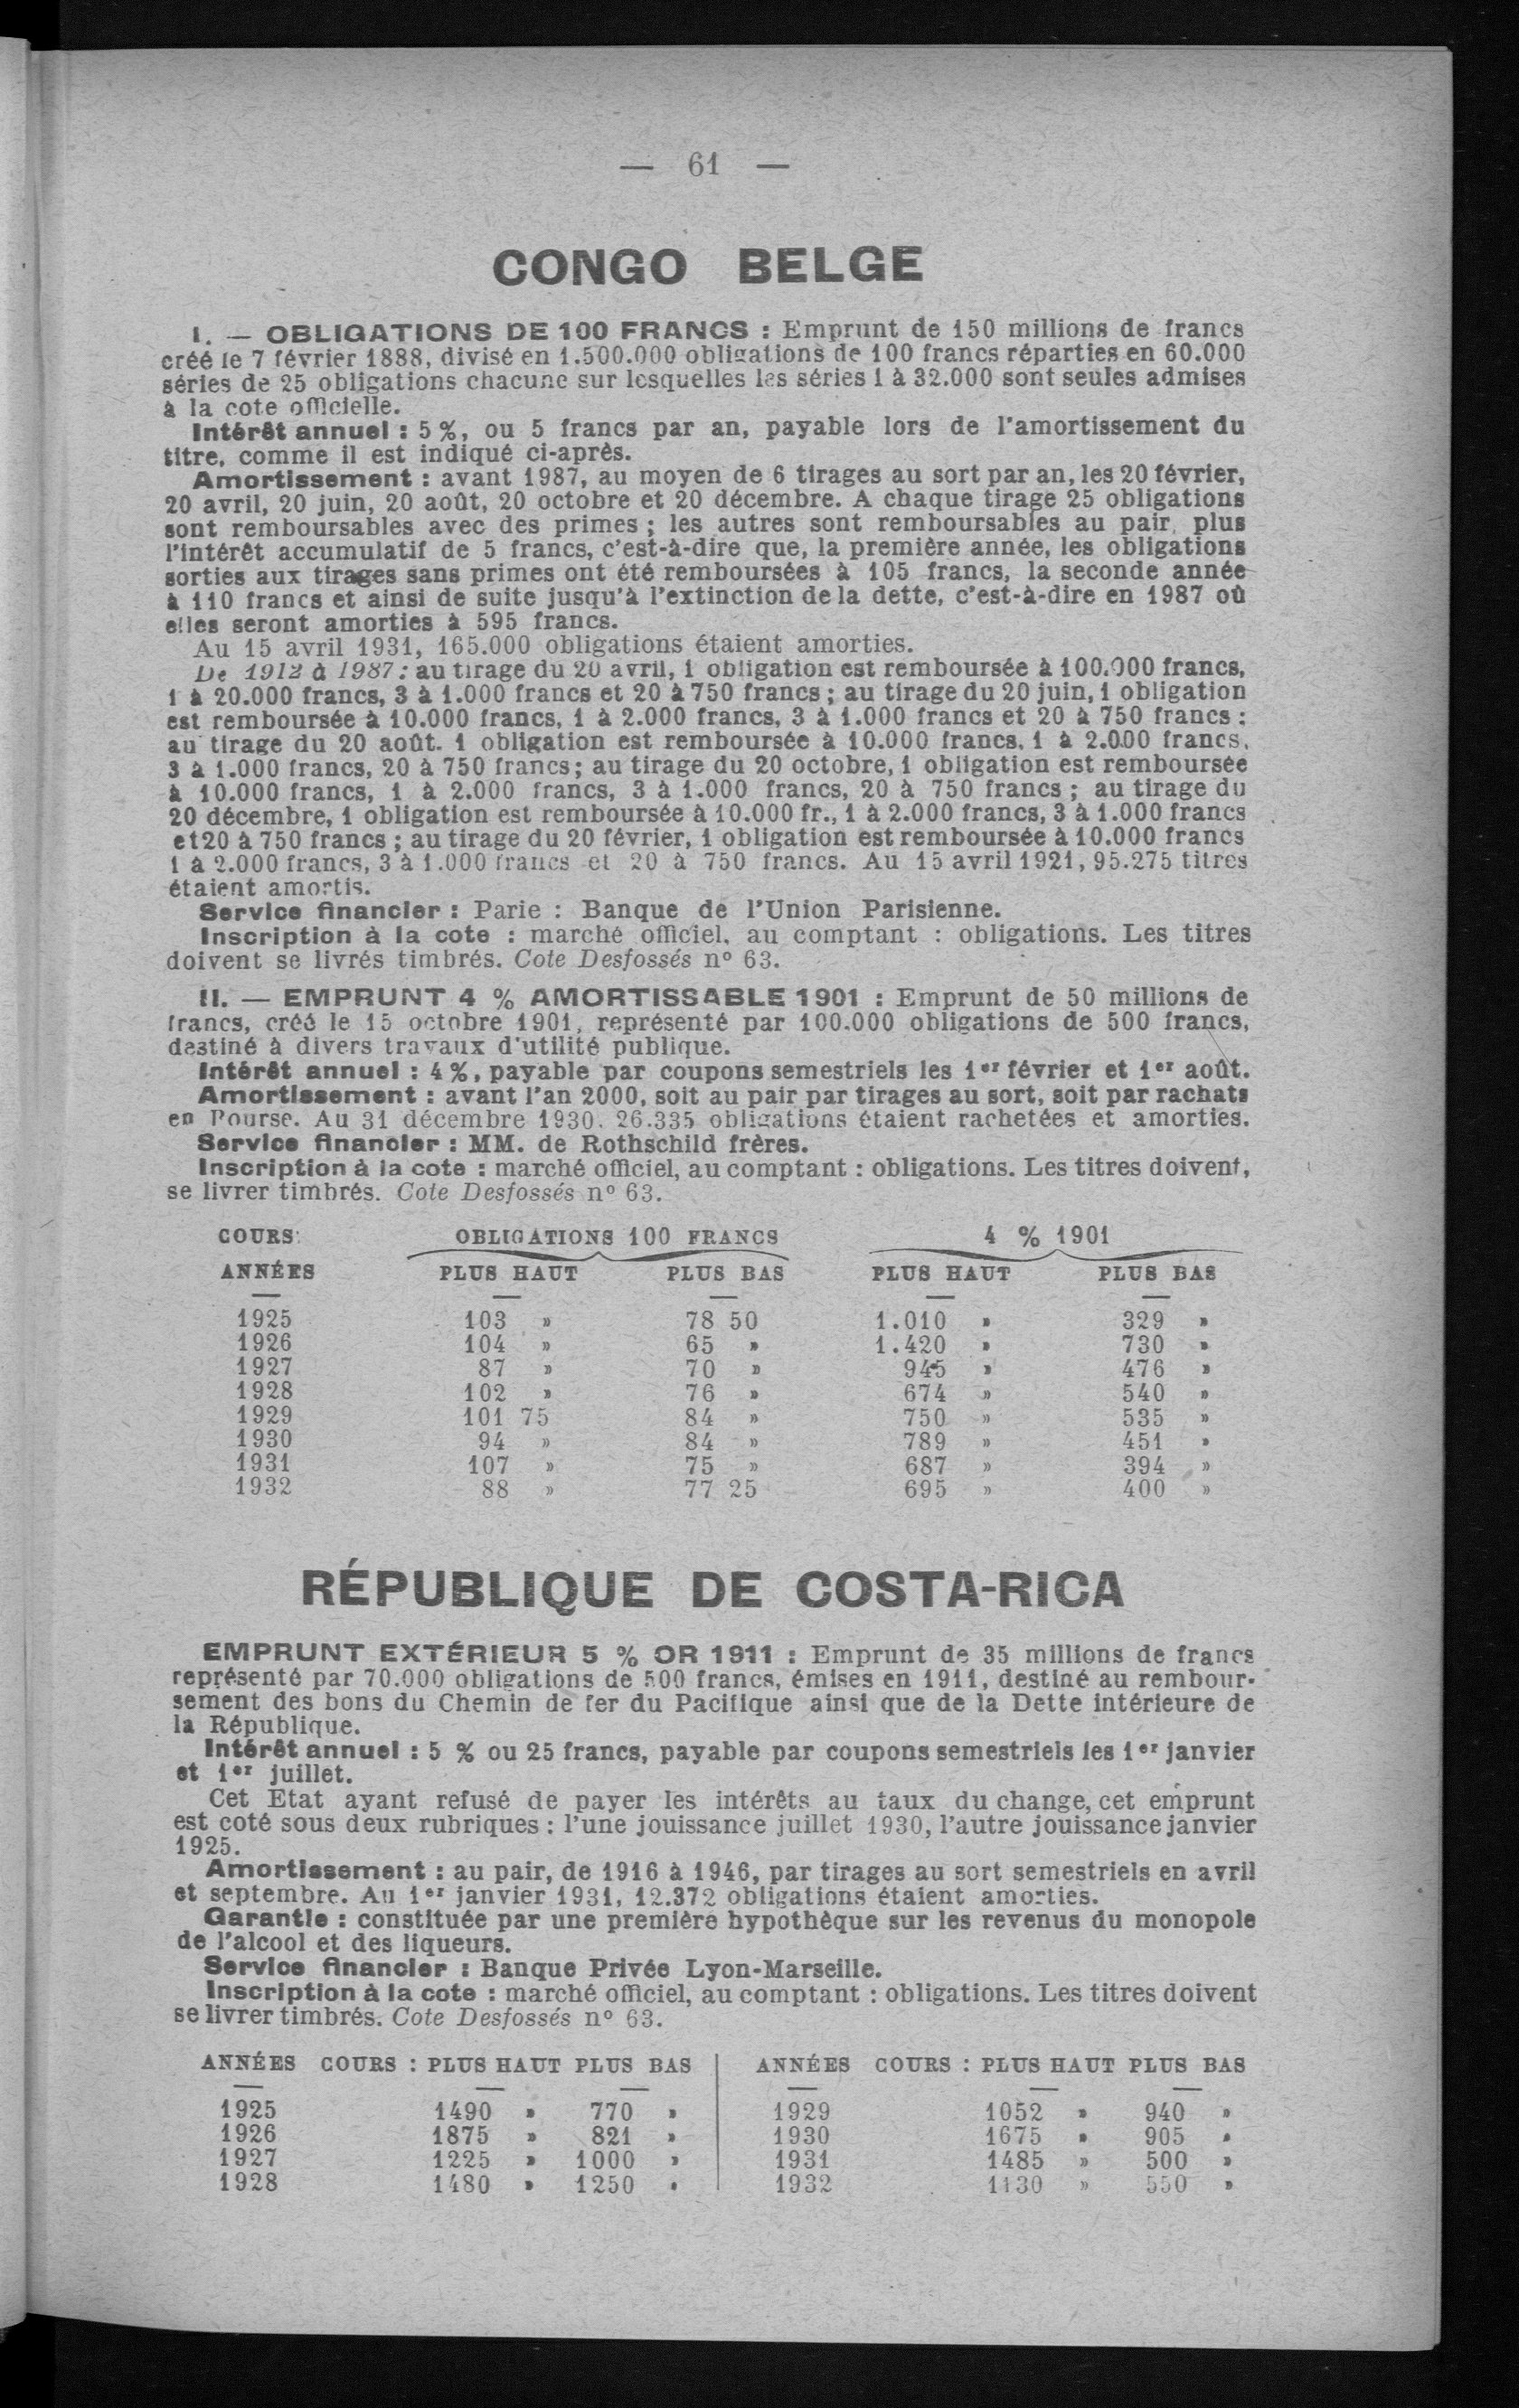 — 61 —
CONGO BELGE
I. — OBLIGATIONS DE 100 FRANCS : Emprunt de 150 millions de francs
créé le 7 février 1888, divisé en 1.500.000 obligations de 100 francs réparties en 60.000
séries de 25 obligations chacune sur lesquelles les séries 1 à 32.000 sont seules admises
à la cote officielle.
Intérêt annuel : 5 %, ou 5 francs par an, payable lors de l'amortissement du
titre, comme il est indiqué ci-après.
Amortissement : avant 1987, au moyen de 6 tirages au sort par an, les 20 février,
20 avril, 20 juin, 20 août, 20 octobre et 20 décembre. A chaque tirage 25 obligations
sont remboursables avec des primes ; les autres sont remboursables au pair, plus
l'intérêt accumulatif de 5 francs, c'est-à-dire que, la première année, les obligations
sorties aux tirages sans primes ont été remboursées à 105 francs, la seconde année
à 110 francs et ainsi de suite jusqu'à l'extinction de la dette, c'est-à-dire en 1987 où
elles seront amorties à 595 francs.
Au 15 avril 1931, 165.000 obligations étaient amorties.
De 1912 à 1987 : au tirage du 20 avril, 1 obligation est remboursée à 100.000 francs,
1 à 20.000 francs, 3 à 1.000 francs et 20 à 750 francs ; au tirage du 20 juin, 1 obligation
est remboursée à 10.000 francs, 1 à 2.000 francs, 3 à 1.000 francs et 20 à 750 francs ;
au tirage du 20 août. 1 obligation est remboursée à 10.000 francs, 1 à 2.000 francs,
3 à 1.000 francs, 20 à 750 francs ; au tirage du 20 octobre, 1 obligation est remboursée
à 10.000 francs, 1 à 2.000 francs, 3 à 1.000 francs, 20 à 750 francs ; au tirage du
20 décembre, 1 obligation est remboursée à 10.000 fr., 1 à 2.000 francs, 3 à 1.000 francs
et 20 à 750 francs ; au tirage du 20 février, 1 obligation est remboursée à 10.000 francs
1 à 2.000 francs, 3 à 1.000 francs et 20 à 750 francs. Au 15 avril 1921, 95.275 titres
étaient amortis.
Service financier : Parie : Banque de l'Union Parisienne.
Inscription à la cote : marché officiel, au comptant : obligations. Les titres
doivent se livrés timbrés. Cote Desfossés nº 63.
II. — EMPRUNT 4 % AMORTISSABLE 1901 : Emprunt de 50 millions de
francs, créé le 15 octobre 1901, représenté par 100.000 obligations de 500 francs,
destiné à divers travaux d'utilité publique.
Intérêt annuel : 4 %, payable par coupons semestriels les 1er février et 1er août.
Amortissement : avant l'an 2000, soit au pair par tirages au sort, soit par rachats
en Bourse. Au 31 décembre 1930. 26.335 obligations étaient rachetées et amorties.
Service financier : MM. de Rothschild frères.
Inscription à la cote : marché officiel, au comptant : obligations. Les titres doivent,
se livrer timbrés. Cote Desfossés nº 63.
COURS OBLIGATIONS 100 FRANCS 4 % 1901
ANNÉES PLUS HAUT PLUS BAS PLUS HAUT PLUS BAS
1925 103 » 78 50 1.010 » 329 »
1926 104 » 65 » 1.420 » 730 »
1927 87 » 70 » 945 » 476 »
1928 102 » 76 » 674 » 540 »
1929 101 75 84 » 750 » 535 »
1930 94 » 84 » 789 » 451 »
1931 107 » 75 » 687 » 394 »
1932 88 » 77 25 695 » 400 »
RÉPUBLIQUE DE COSTA-RICA
EMPRUNT EXTÉRIEUR 5 % OR 1911 : Emprunt de 35 millions de francs
représenté par 70.000 obligations de 500 francs, émises en 1911, destiné au rembour-
sement des bons du Chemin de fer du Pacifique ainsi que de la Dette intérieure de
la République.
Intérêt annuel : 5 % ou 25 francs, payable par coupons semestriels les 1er janvier
et 1er juillet.
Cet Etat ayant refusé de payer les intérêts au taux du change, cet emprunt
est coté sous deux rubriques : l'une jouissance juillet 1930, l'autre jouissance janvier
1925.
Amortissement : au pair, de 1916 à 1946, par tirages au sort semestriels en avril
et septembre. Au 1er janvier 1931, 12.372 obligations étaient amorties.
Garantie : constituée par une première hypothèque sur les revenus du monopole
de l'alcool et des liqueurs.
Service financier : Banque Privée Lyon-Marseille.
Inscription à la cote : marché officiel, au comptant : obligations. Les titres doivent
se livrer timbrés. Cote Desfossés nº 63.
ANNÉES COURS : PLUS HAUT PLUS BAS ANNÉES COURS : PLUS HAUT PLUS BAS
1925 1490 » 770 » 1929 1052 » 940 »
1926 1875 » 821 » 1930 1675 » 905 »
1927 1225 » 1000 » 1931 1485 » 500 »
1928 1480 » 1250 » 1932 1130 » 550 »